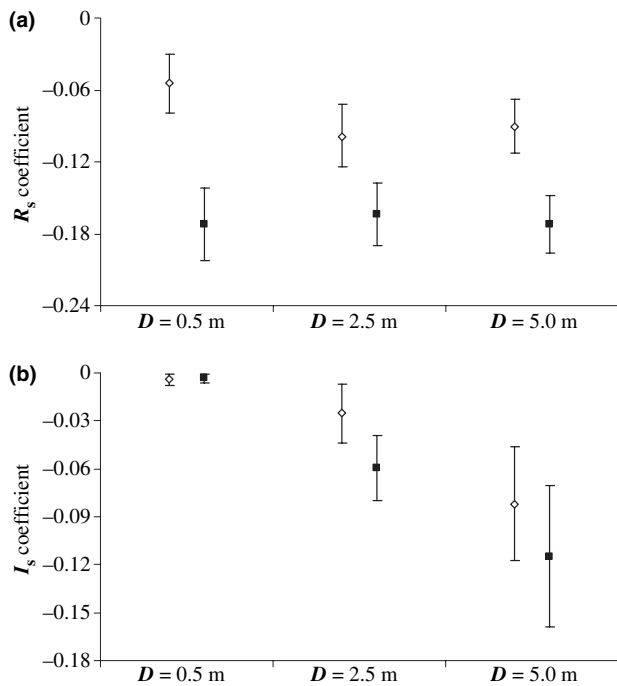 (a)
0
–0.06
–0.12
–0.18
–0.24
Rs coefficient
D = 0.5 m D = 2.5 m D = 5.0 m
(b)
0
–0.03
–0.06
–0.09
–0.12
–0.15
–0.18
Is coefficient
D = 0.5 m D = 2.5 m D = 5.0 m